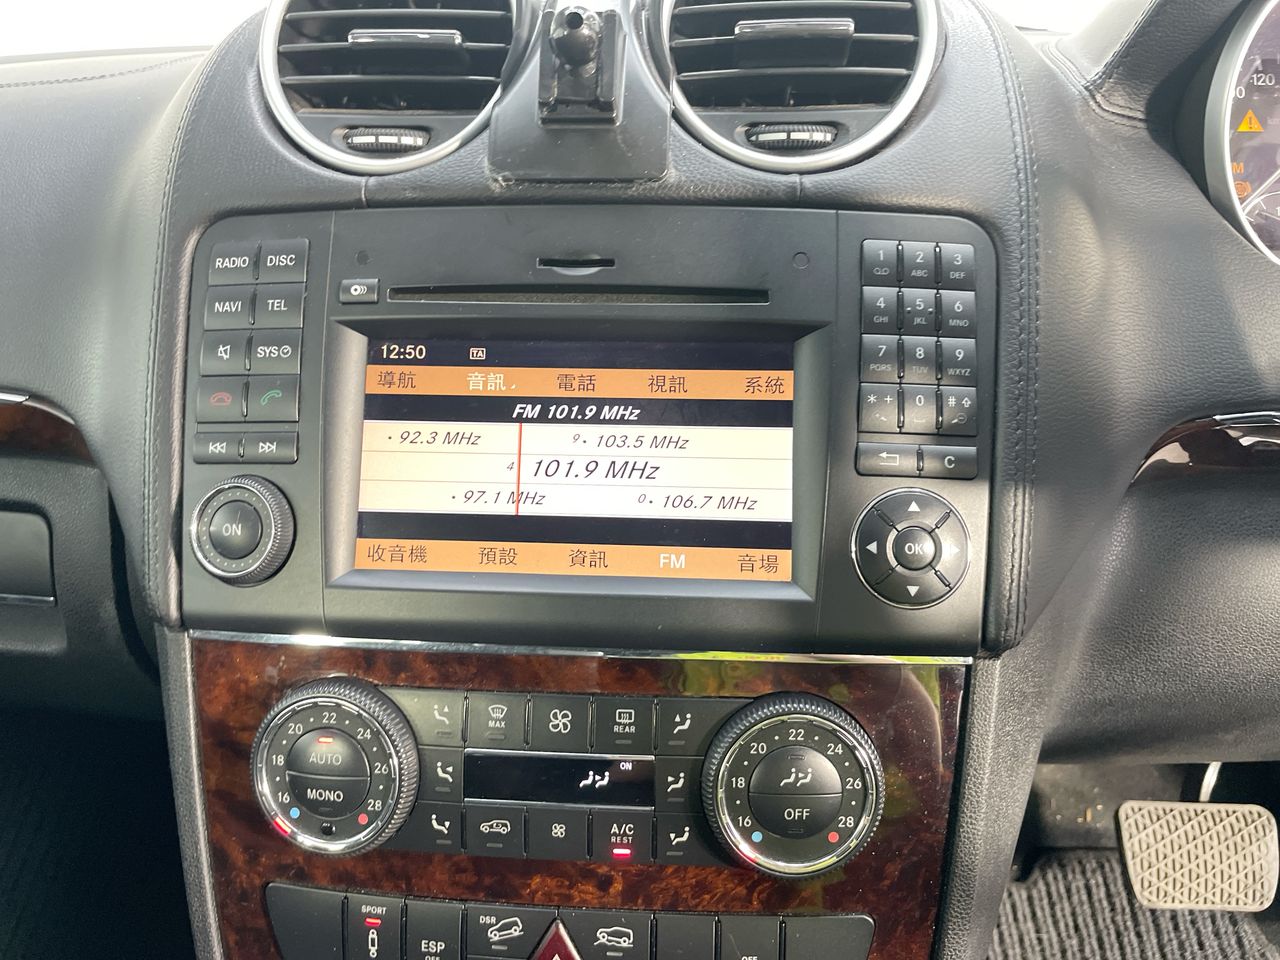 120
RADIO DISC
NAVI TEL
SYS
ON
1
2 ABC
3 DEF
4 GHI
5 JKL
6 MNO
7 PQRS
8 TUV
9 WXYZ
* +
0
#
C
OK
12:50 TA
導航 音訊 電話 視訊 系統
FM 101.9 MHz
• 92.3 MHz 9• 103.5 MHz
4 101.9 MHz
• 97.1 MHz 0• 106.7 MHz
收音機 預設 資訊 FM 音場
16 18 20 22 24 26 28
AUTO
MONO
MAX
REAR
ON
A/C
REST
16 18 20 22 24 26 28
OFF
SPORT
ESP
OFF
DSR
OFF